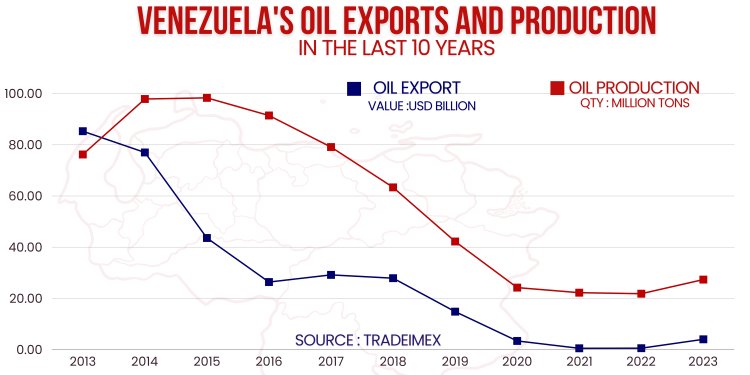 VENEZUELA'S OIL EXPORTS AND PRODUCTION
IN THE LAST 10 YEARS
OIL EXPORT
VALUE :USD BILLION
OIL PRODUCTION
QTY : MILLION TONS
100.00
80.00
60.00
40.00
20.00
0.00
SOURCE : TRADEIMEX
2013 2014 2015 2016 2017 2018 2019 2020 2021 2022 2023